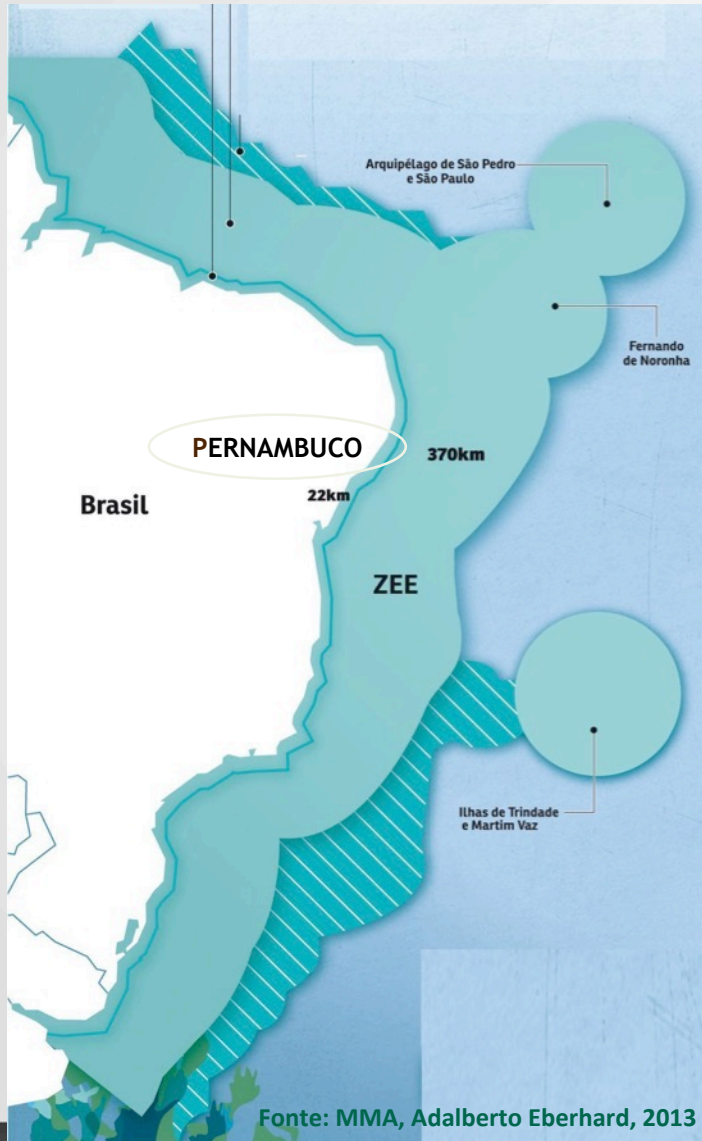 Arquipélago de São Pedro
e São Paulo
Fernando
de Noronha
PERNAMBUCO
370km
22km
Brasil
ZEE
Ilhas de Trindade
e Martim Vaz
Fonte: MMA, Adalberto Eberhard, 2013